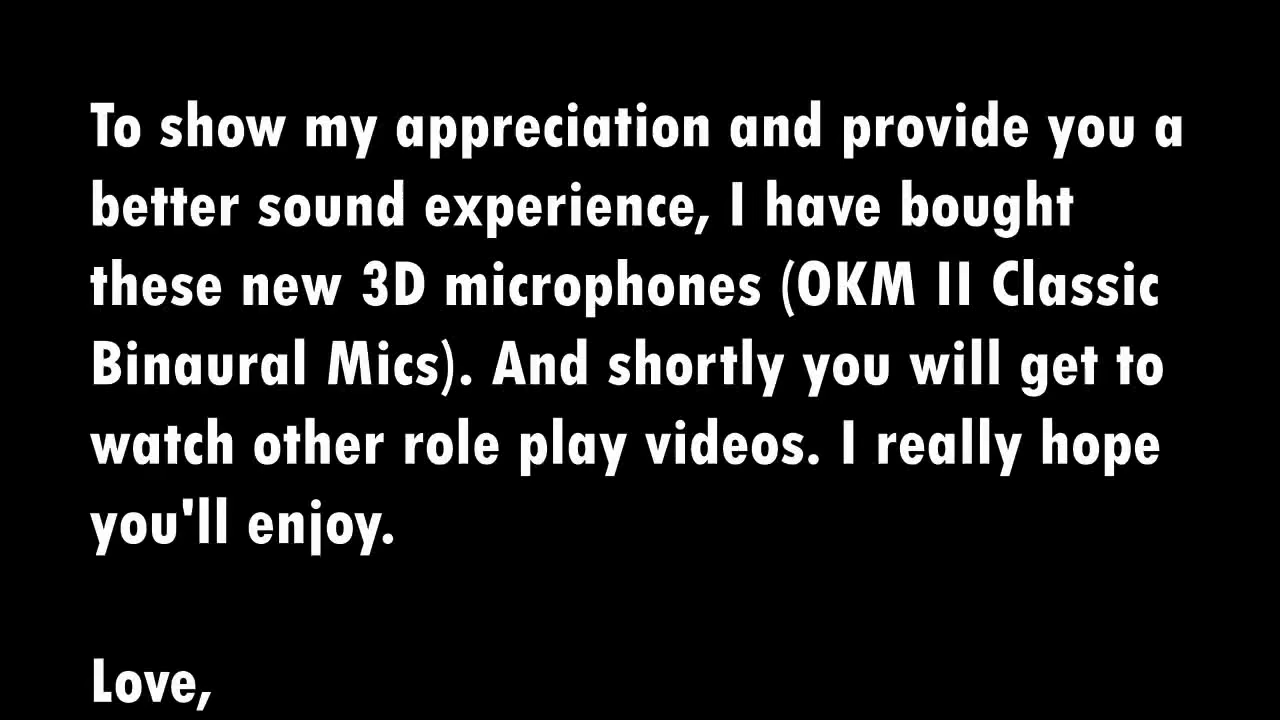 To show my appreciation and provide you a
better sound experience, I have bought
these new 3D microphones (OKM II Classic
Binaural Mics). And shortly you will get to
watch other role play videos. I really hope
you'll enjoy.
Love,